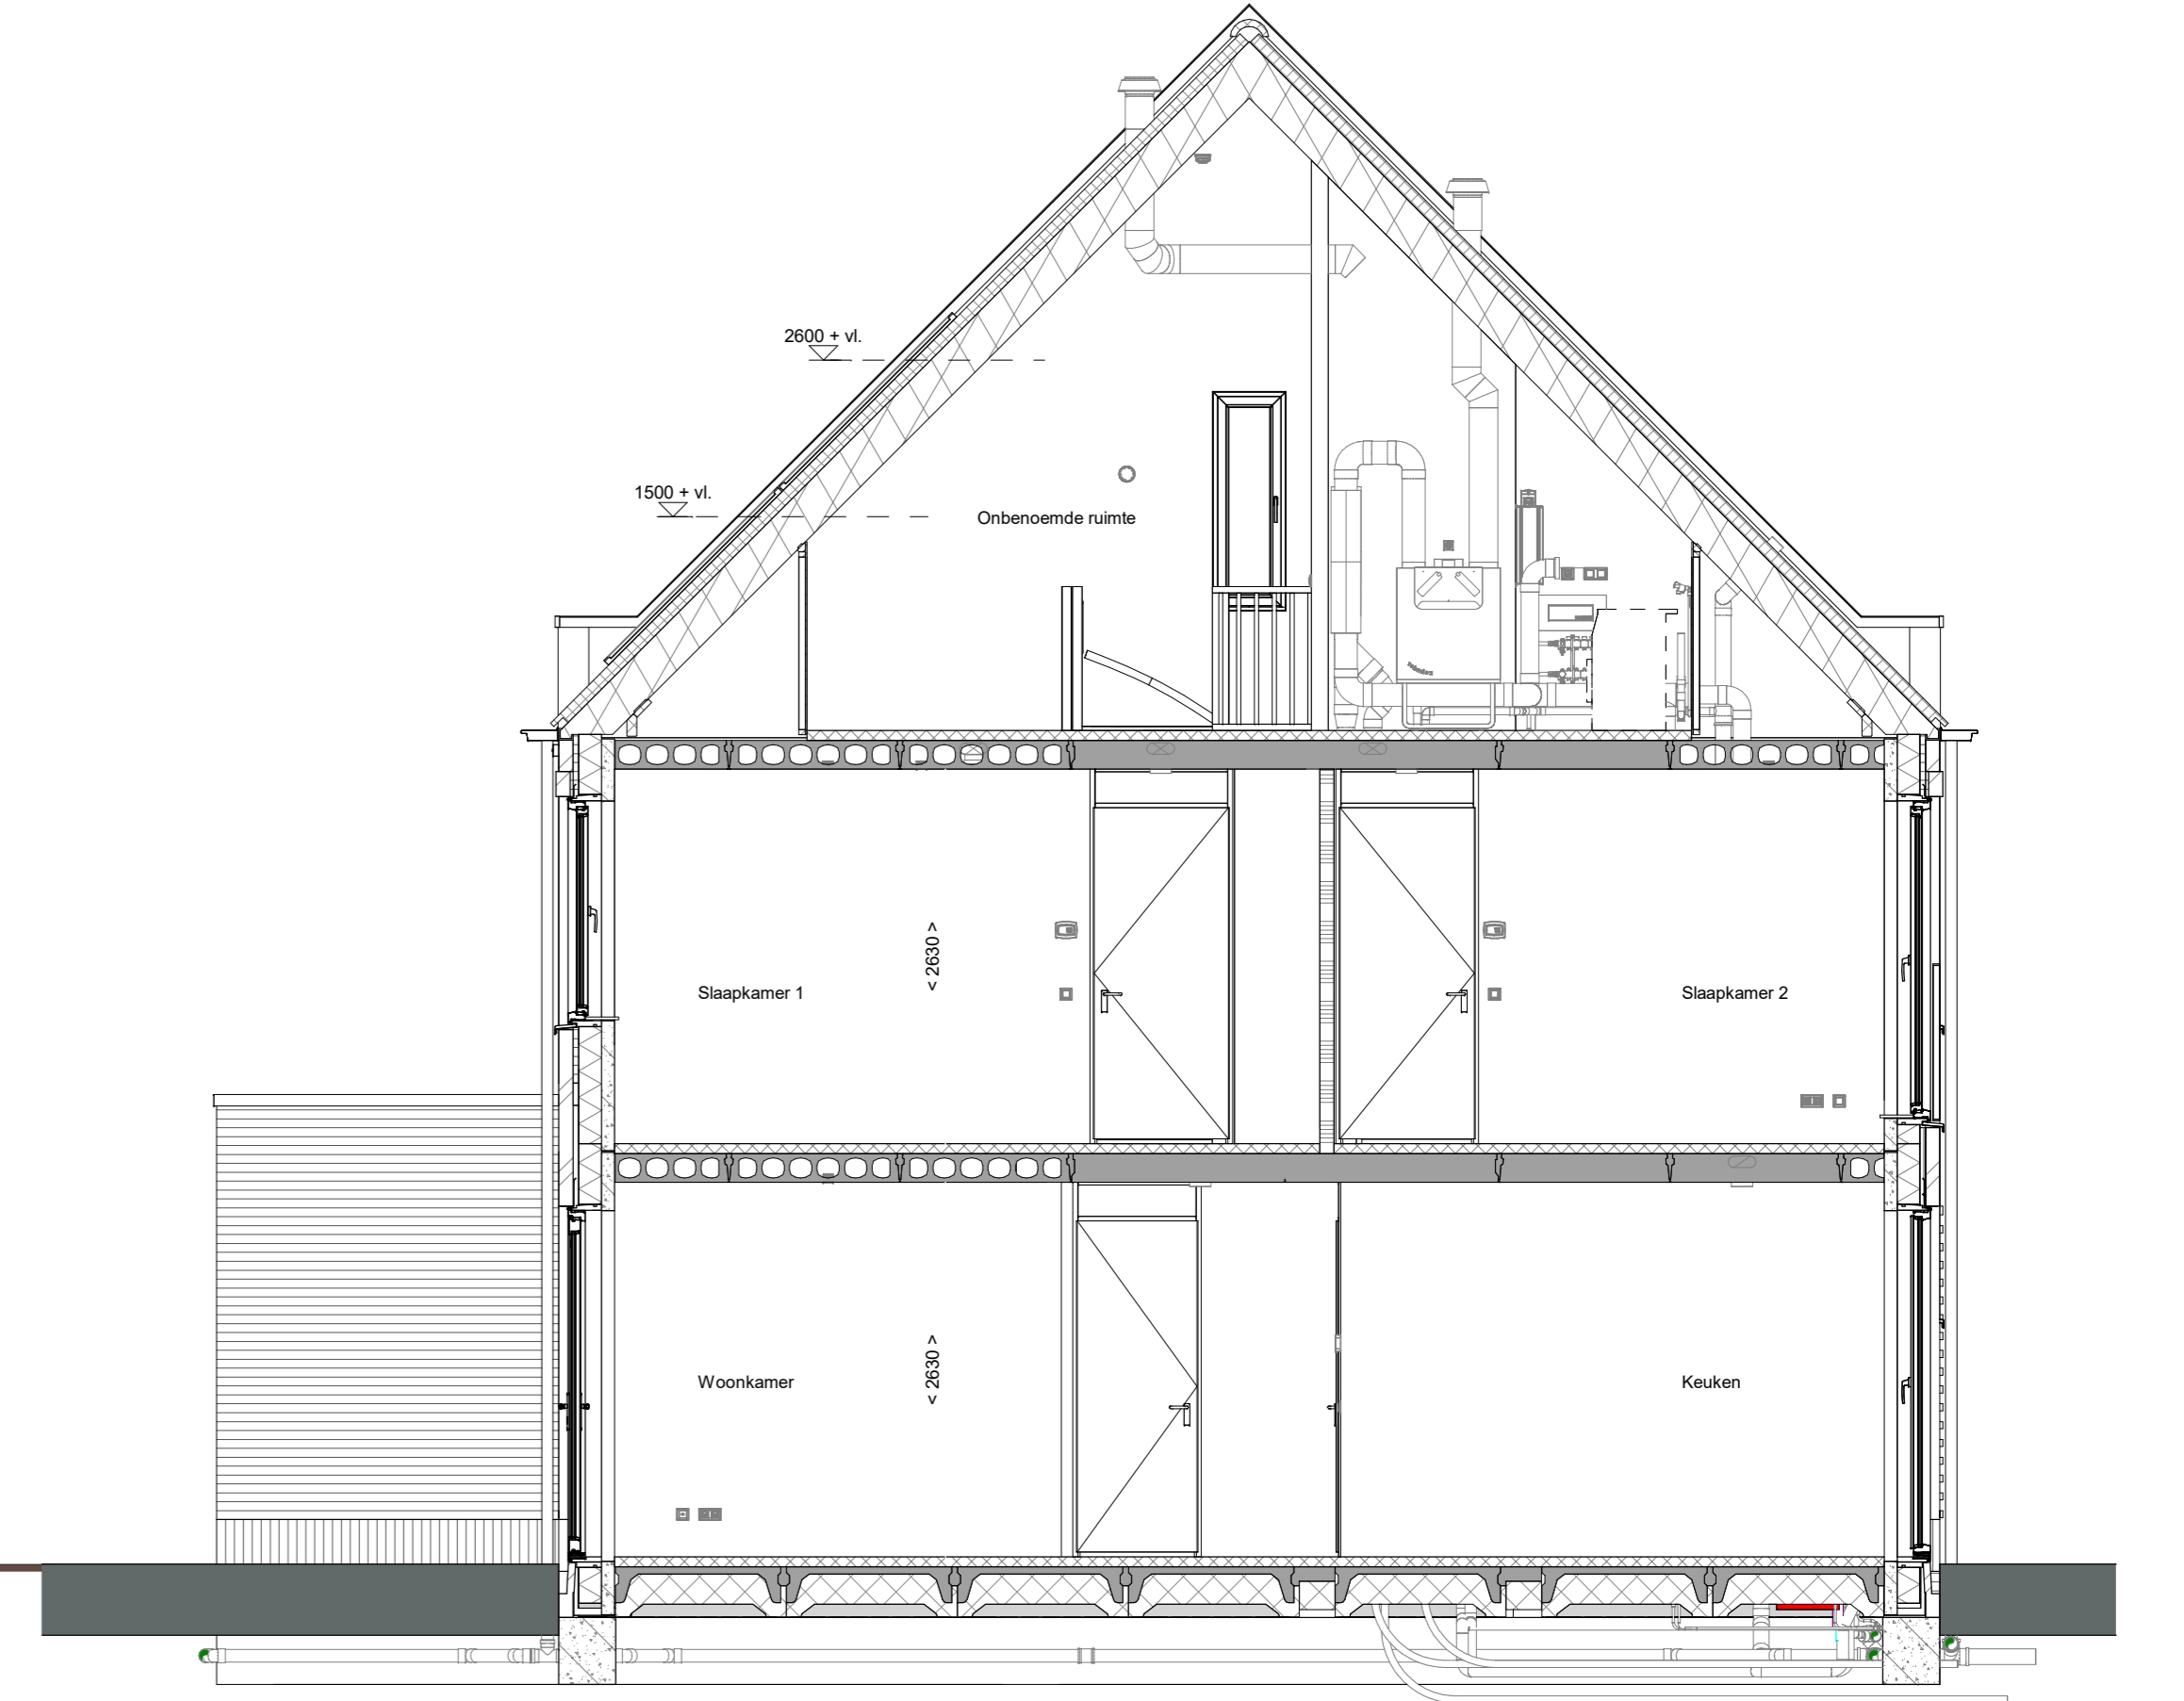 2600 + vl.
1500 + vl.
Onbenoemde ruimte
< 2630 >
Slaapkamer 1
Slaapkamer 2
< 2630 >
Woonkamer
Keuken